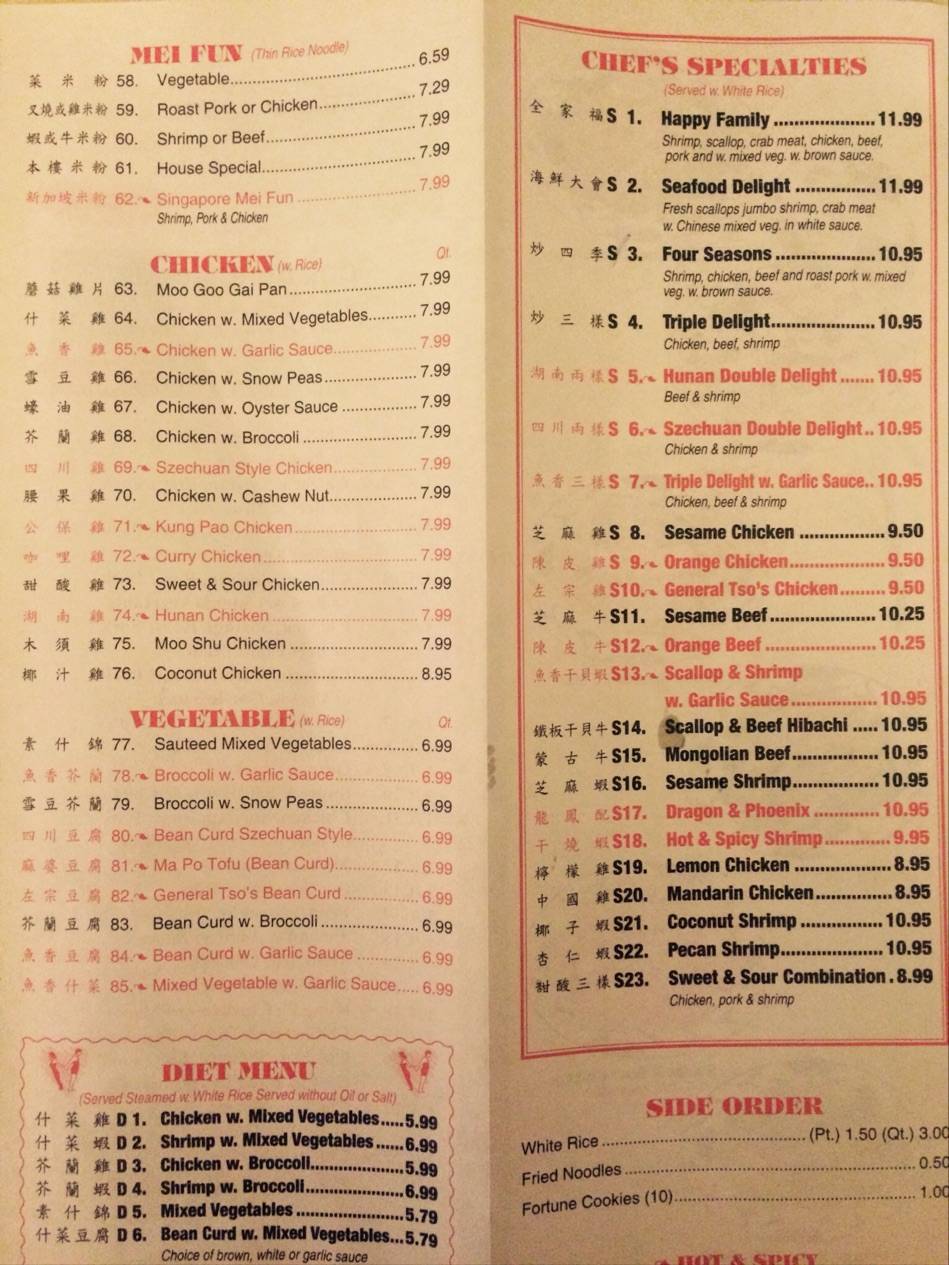 MEI FUN (Thin Rice Noodle)
菜米粉 58. Vegetable 6.59
叉燒或雞米粉 59. Roast Pork or Chicken 7.29
蝦或牛米粉 60. Shrimp or Beef 7.99
本樓米粉 61. House Special 7.99
新加坡米粉 62. Singapore Mei Fun 7.99
Shrimp, Pork & Chicken
CHICKEN (w. Rice) Qt.
蘑菇雞片 63. Moo Goo Gai Pan 7.99
什菜雞 64. Chicken w. Mixed Vegetables 7.99
魚香雞 65. Chicken w. Garlic Sauce 7.99
雪豆雞 66. Chicken w. Snow Peas 7.99
蠔油雞 67. Chicken w. Oyster Sauce 7.99
芥蘭雞 68. Chicken w. Broccoli 7.99
四川雞 69. Szechuan Style Chicken 7.99
腰果雞 70. Chicken w. Cashew Nut 7.99
公保雞 71. Kung Pao Chicken 7.99
咖哩雞 72. Curry Chicken 7.99
甜酸雞 73. Sweet & Sour Chicken 7.99
湖南雞 74. Hunan Chicken 7.99
木須雞 75. Moo Shu Chicken 7.99
椰汁雞 76. Coconut Chicken 8.95
VEGETABLE (w. Rice) Qt.
素什錦 77. Sauteed Mixed Vegetables 6.99
魚香芥蘭 78. Broccoli w. Garlic Sauce 6.99
雪豆芥蘭 79. Broccoli w. Snow Peas 6.99
四川豆腐 80. Bean Curd Szechuan Style 6.99
麻婆豆腐 81. Ma Po Tofu (Bean Curd) 6.99
左宗豆腐 82. General Tso's Bean Curd 6.99
芥蘭豆腐 83. Bean Curd w. Broccoli 6.99
魚香豆腐 84. Bean Curd w. Garlic Sauce 6.99
魚香什菜 85. Mixed Vegetable w. Garlic Sauce 6.99
DIET MENU
(Served Steamed w. White Rice Served without Oil or Salt)
什菜雞 D 1. Chicken w. Mixed Vegetables 5.99
什菜蝦 D 2. Shrimp w. Mixed Vegetables 6.99
芥蘭雞 D 3. Chicken w. Broccoli 5.99
芥蘭蝦 D 4. Shrimp w. Broccoli 6.99
素什錦 D 5. Mixed Vegetables 5.79
什菜豆腐 D 6. Bean Curd w. Mixed Vegetables 5.79
Choice of brown, white or garlic sauce
CHEF'S SPECIALTIES
(Served w. White Rice)
全家福 S 1. Happy Family 11.99
Shrimp, scallop, crab meat, chicken, beef,
pork and w. mixed veg. w. brown sauce.
海鮮大會 S 2. Seafood Delight 11.99
Fresh scallops jumbo shrimp, crab meat
w. Chinese mixed veg. in white sauce.
炒四季 S 3. Four Seasons 10.95
Shrimp, chicken, beef and roast pork w. mixed
veg. w. brown sauce.
炒三樣 S 4. Triple Delight 10.95
Chicken, beef, shrimp
湖南兩樣 S 5. Hunan Double Delight 10.95
Beef & shrimp
四川兩樣 S 6. Szechuan Double Delight 10.95
Chicken & shrimp
魚香三樣 S 7. Triple Delight w. Garlic Sauce 10.95
Chicken, beef & shrimp
芝麻雞 S 8. Sesame Chicken 9.50
陳皮雞 S 9. Orange Chicken 9.50
左宗雞 S10. General Tso's Chicken 9.50
芝麻牛 S11. Sesame Beef 10.25
陳皮牛 S12. Orange Beef 10.25
魚香干貝蝦 S13. Scallop & Shrimp
w. Garlic Sauce 10.95
鐵板干貝牛 S14. Scallop & Beef Hibachi 10.95
蒙古牛 S15. Mongolian Beef 10.95
芝麻蝦 S16. Sesame Shrimp 10.95
龍鳳配 S17. Dragon & Phoenix 10.95
干燒蝦 S18. Hot & Spicy Shrimp 9.95
檸檬雞 S19. Lemon Chicken 8.95
中國雞 S20. Mandarin Chicken 8.95
椰子蝦 S21. Coconut Shrimp 10.95
杏仁蝦 S22. Pecan Shrimp 10.95
甜酸三樣 S23. Sweet & Sour Combination 8.99
Chicken, pork & shrimp
SIDE ORDER
White Rice (Pt.) 1.50 (Qt.) 3.00
Fried Noodles 0.50
Fortune Cookies (10) 1.00
HOT & SPICY